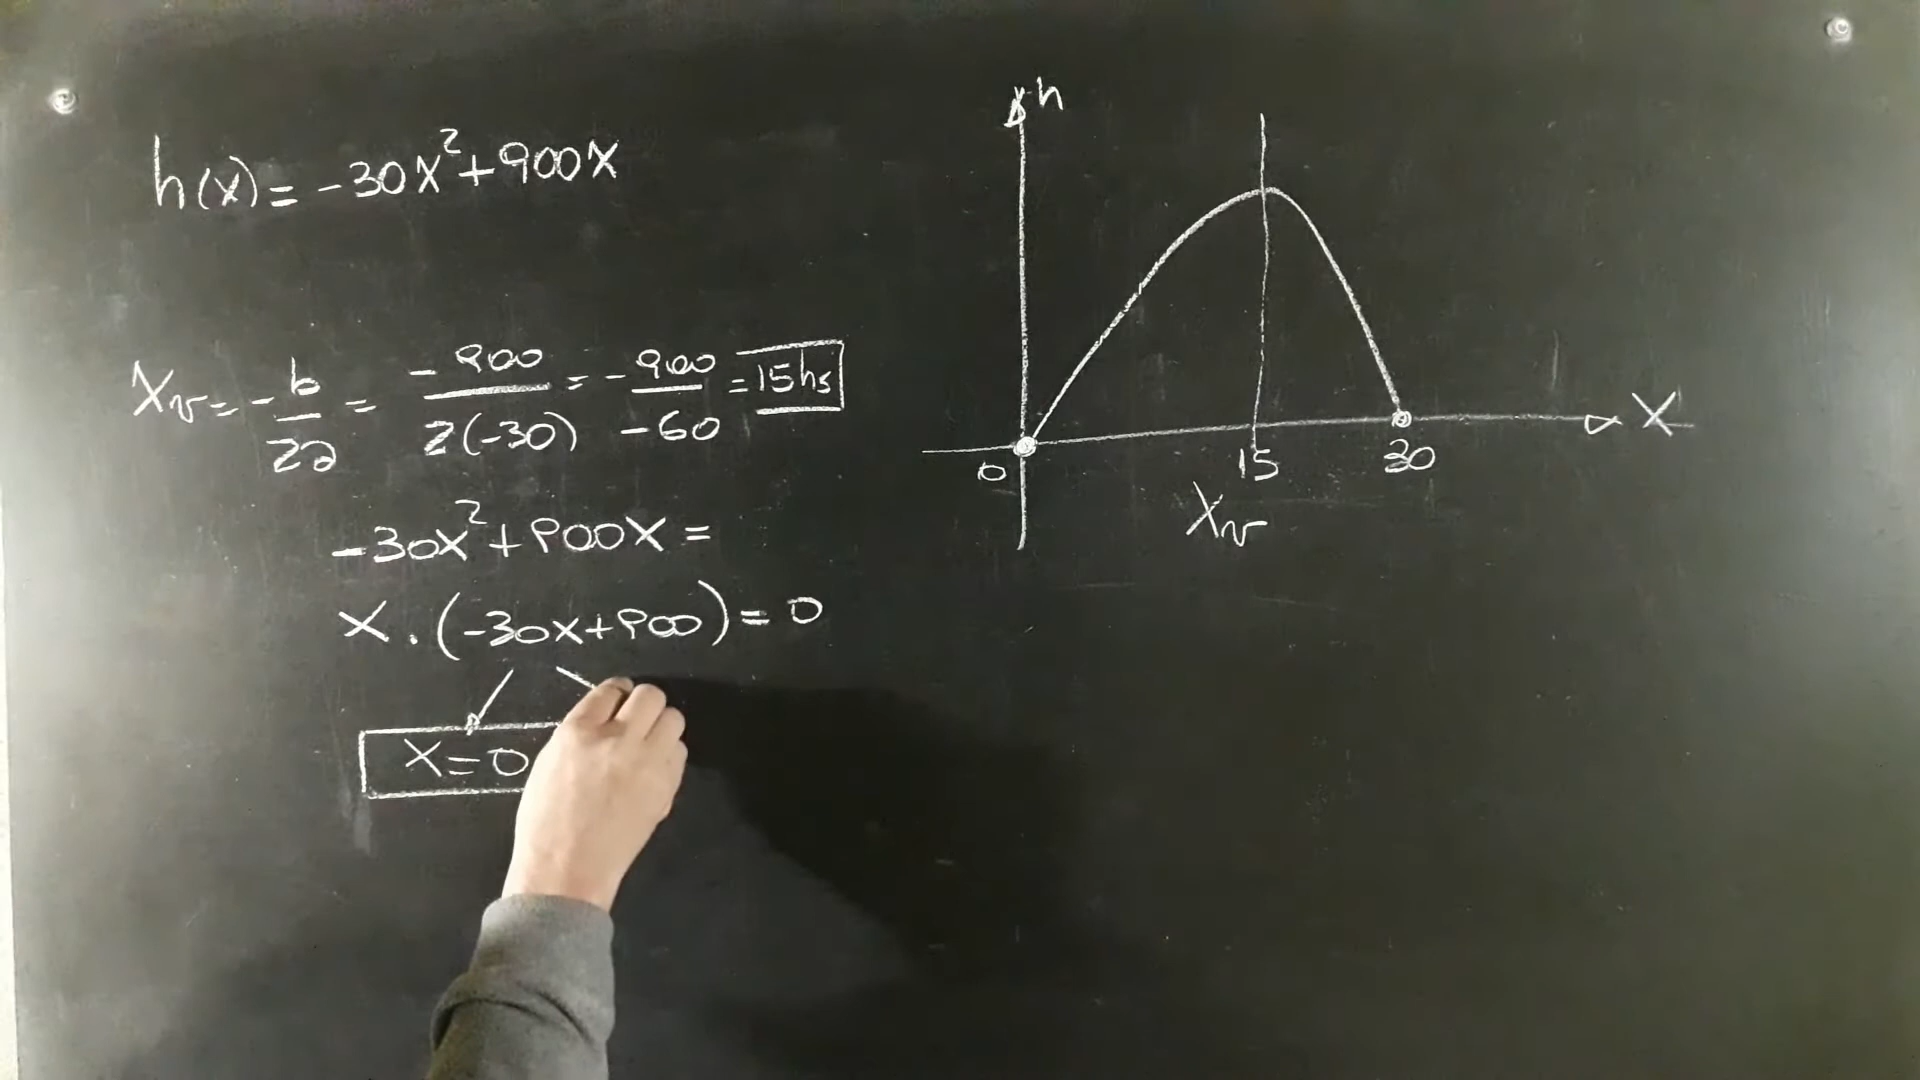 h(x) = -30x² + 900x
Xv = -b/2a = -900/2(-30) = -900/-60 = 15hs
-30x² + 900x =
x . (-30x + 900) = 0
x = 0
h
x
0 15 30
Xv